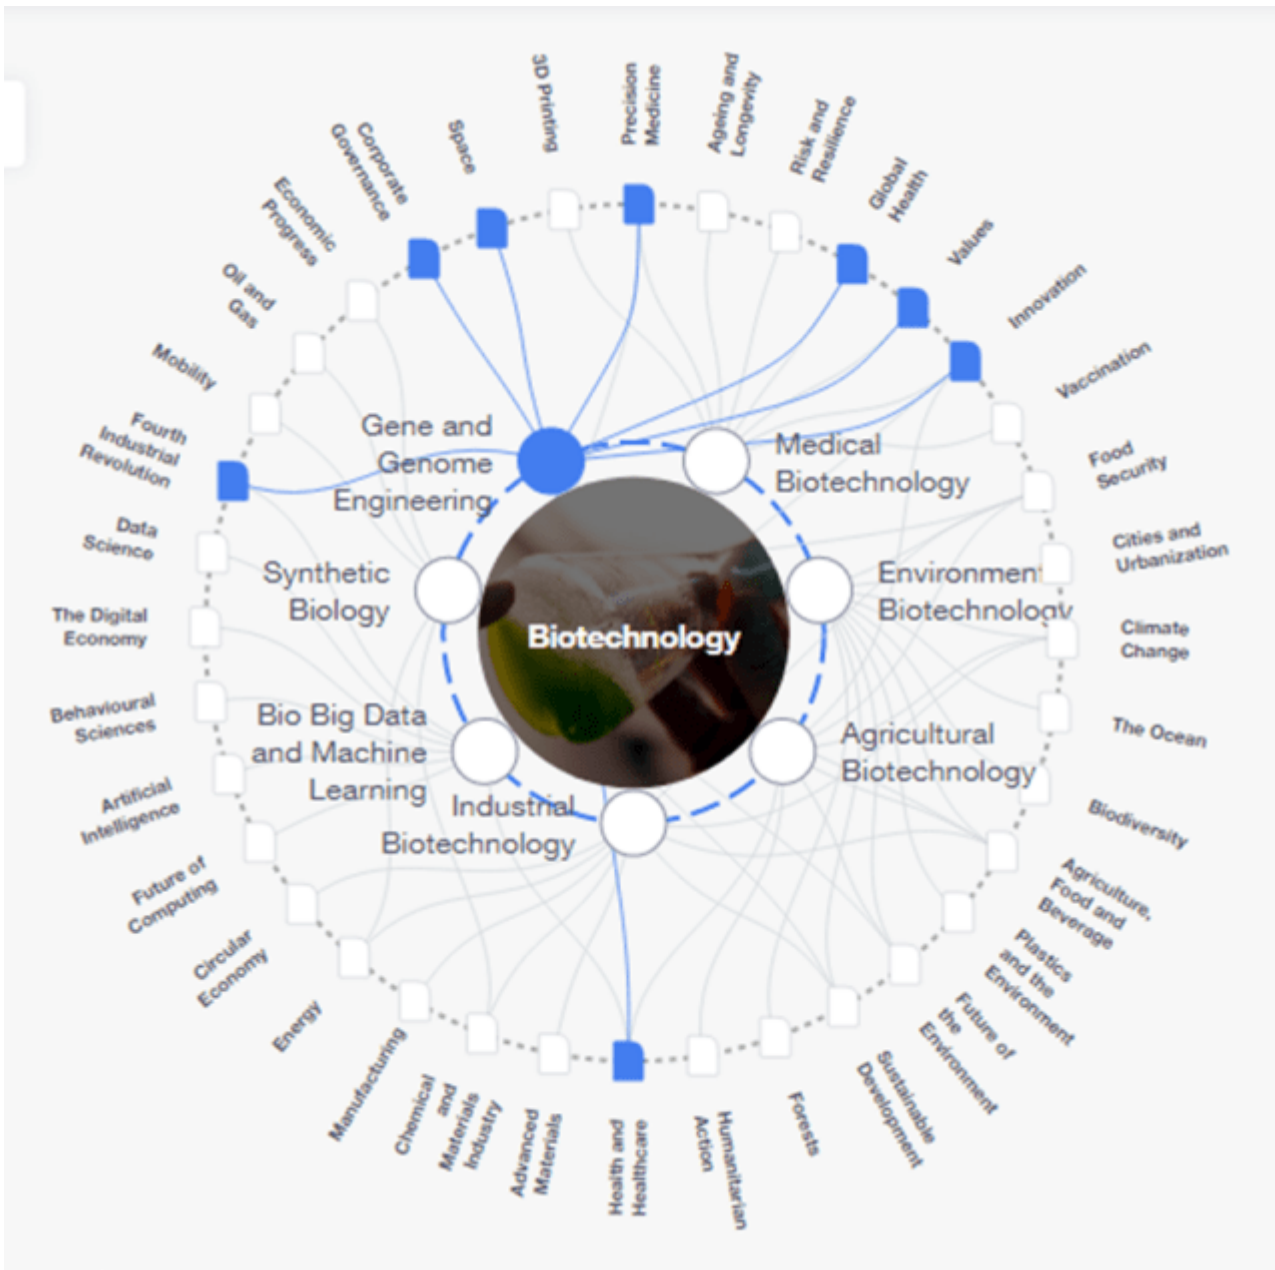 3D Printing
Precision
Medicine
Ageing and
Longevity
Risk and
Resilience
Global
Health
Values
Innovation
Vaccination
Food
Security
Cities and
Urbanization
Climate
Change
The Ocean
Biodiversity
Agriculture,
Food and
Beverage
Plastics
and the
Environment
Future of
the
Environment
Sustainable
Development
Forests
Humanitarian
Action
Health and
Healthcare
Advanced
Materials
Chemical
and
Materials
Industry
Manufacturing
Energy
Circular
Economy
Future of
Computing
Artificial
Intelligence
Behavioural
Sciences
The Digital
Economy
Data
Science
Fourth
Industrial
Revolution
Mobility
Oil and
Gas
Economic
Progress
Corporate
Governance
Space
Gene and
Genome
Engineering
Medical
Biotechnology
Synthetic
Biology
Environment
Biotechnology
Biotechnology
Bio Big Data
and Machine
Learning
Agricultural
Biotechnology
Industrial
Biotechnology